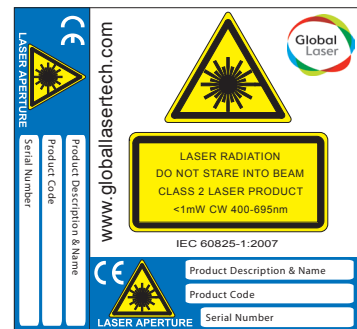 CE
LASER APERTURE
Product Description & Name
Product Code
Serial Number
www.globallasertech.com
Global
Laser
LASER RADIATION
DO NOT STARE INTO BEAM
CLASS 2 LASER PRODUCT
<1mW CW 400-695nm
IEC 60825-1:2007
CE
LASER APERTURE
Product Description & Name
Product Code
Serial Number